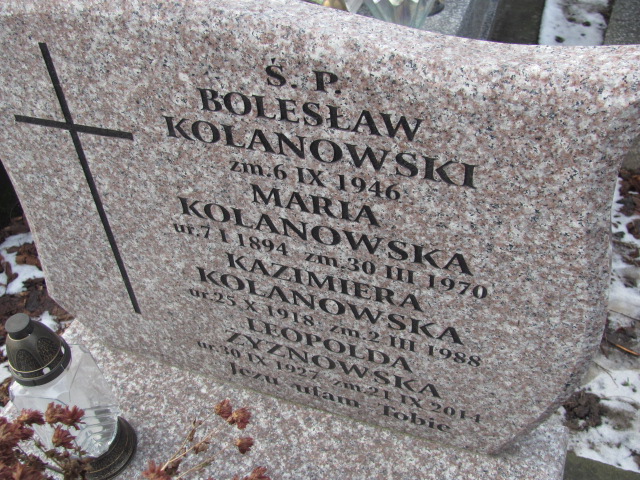 Ś. P.
BOLESŁAW
KOLANOWSKI
zm.6 IX 1946
MARIA
KOLANOWSKA
ur.7 I 1894 zm.30 III 1970
KAZIMIERA
KOLANOWSKA
ur.25 X 1918 zm.2 III 1988
LEOPOLDA
ZYZNOWSKA
ur.30 IX 1927 zm.21 IX 2014
Jezu ufam Tobie